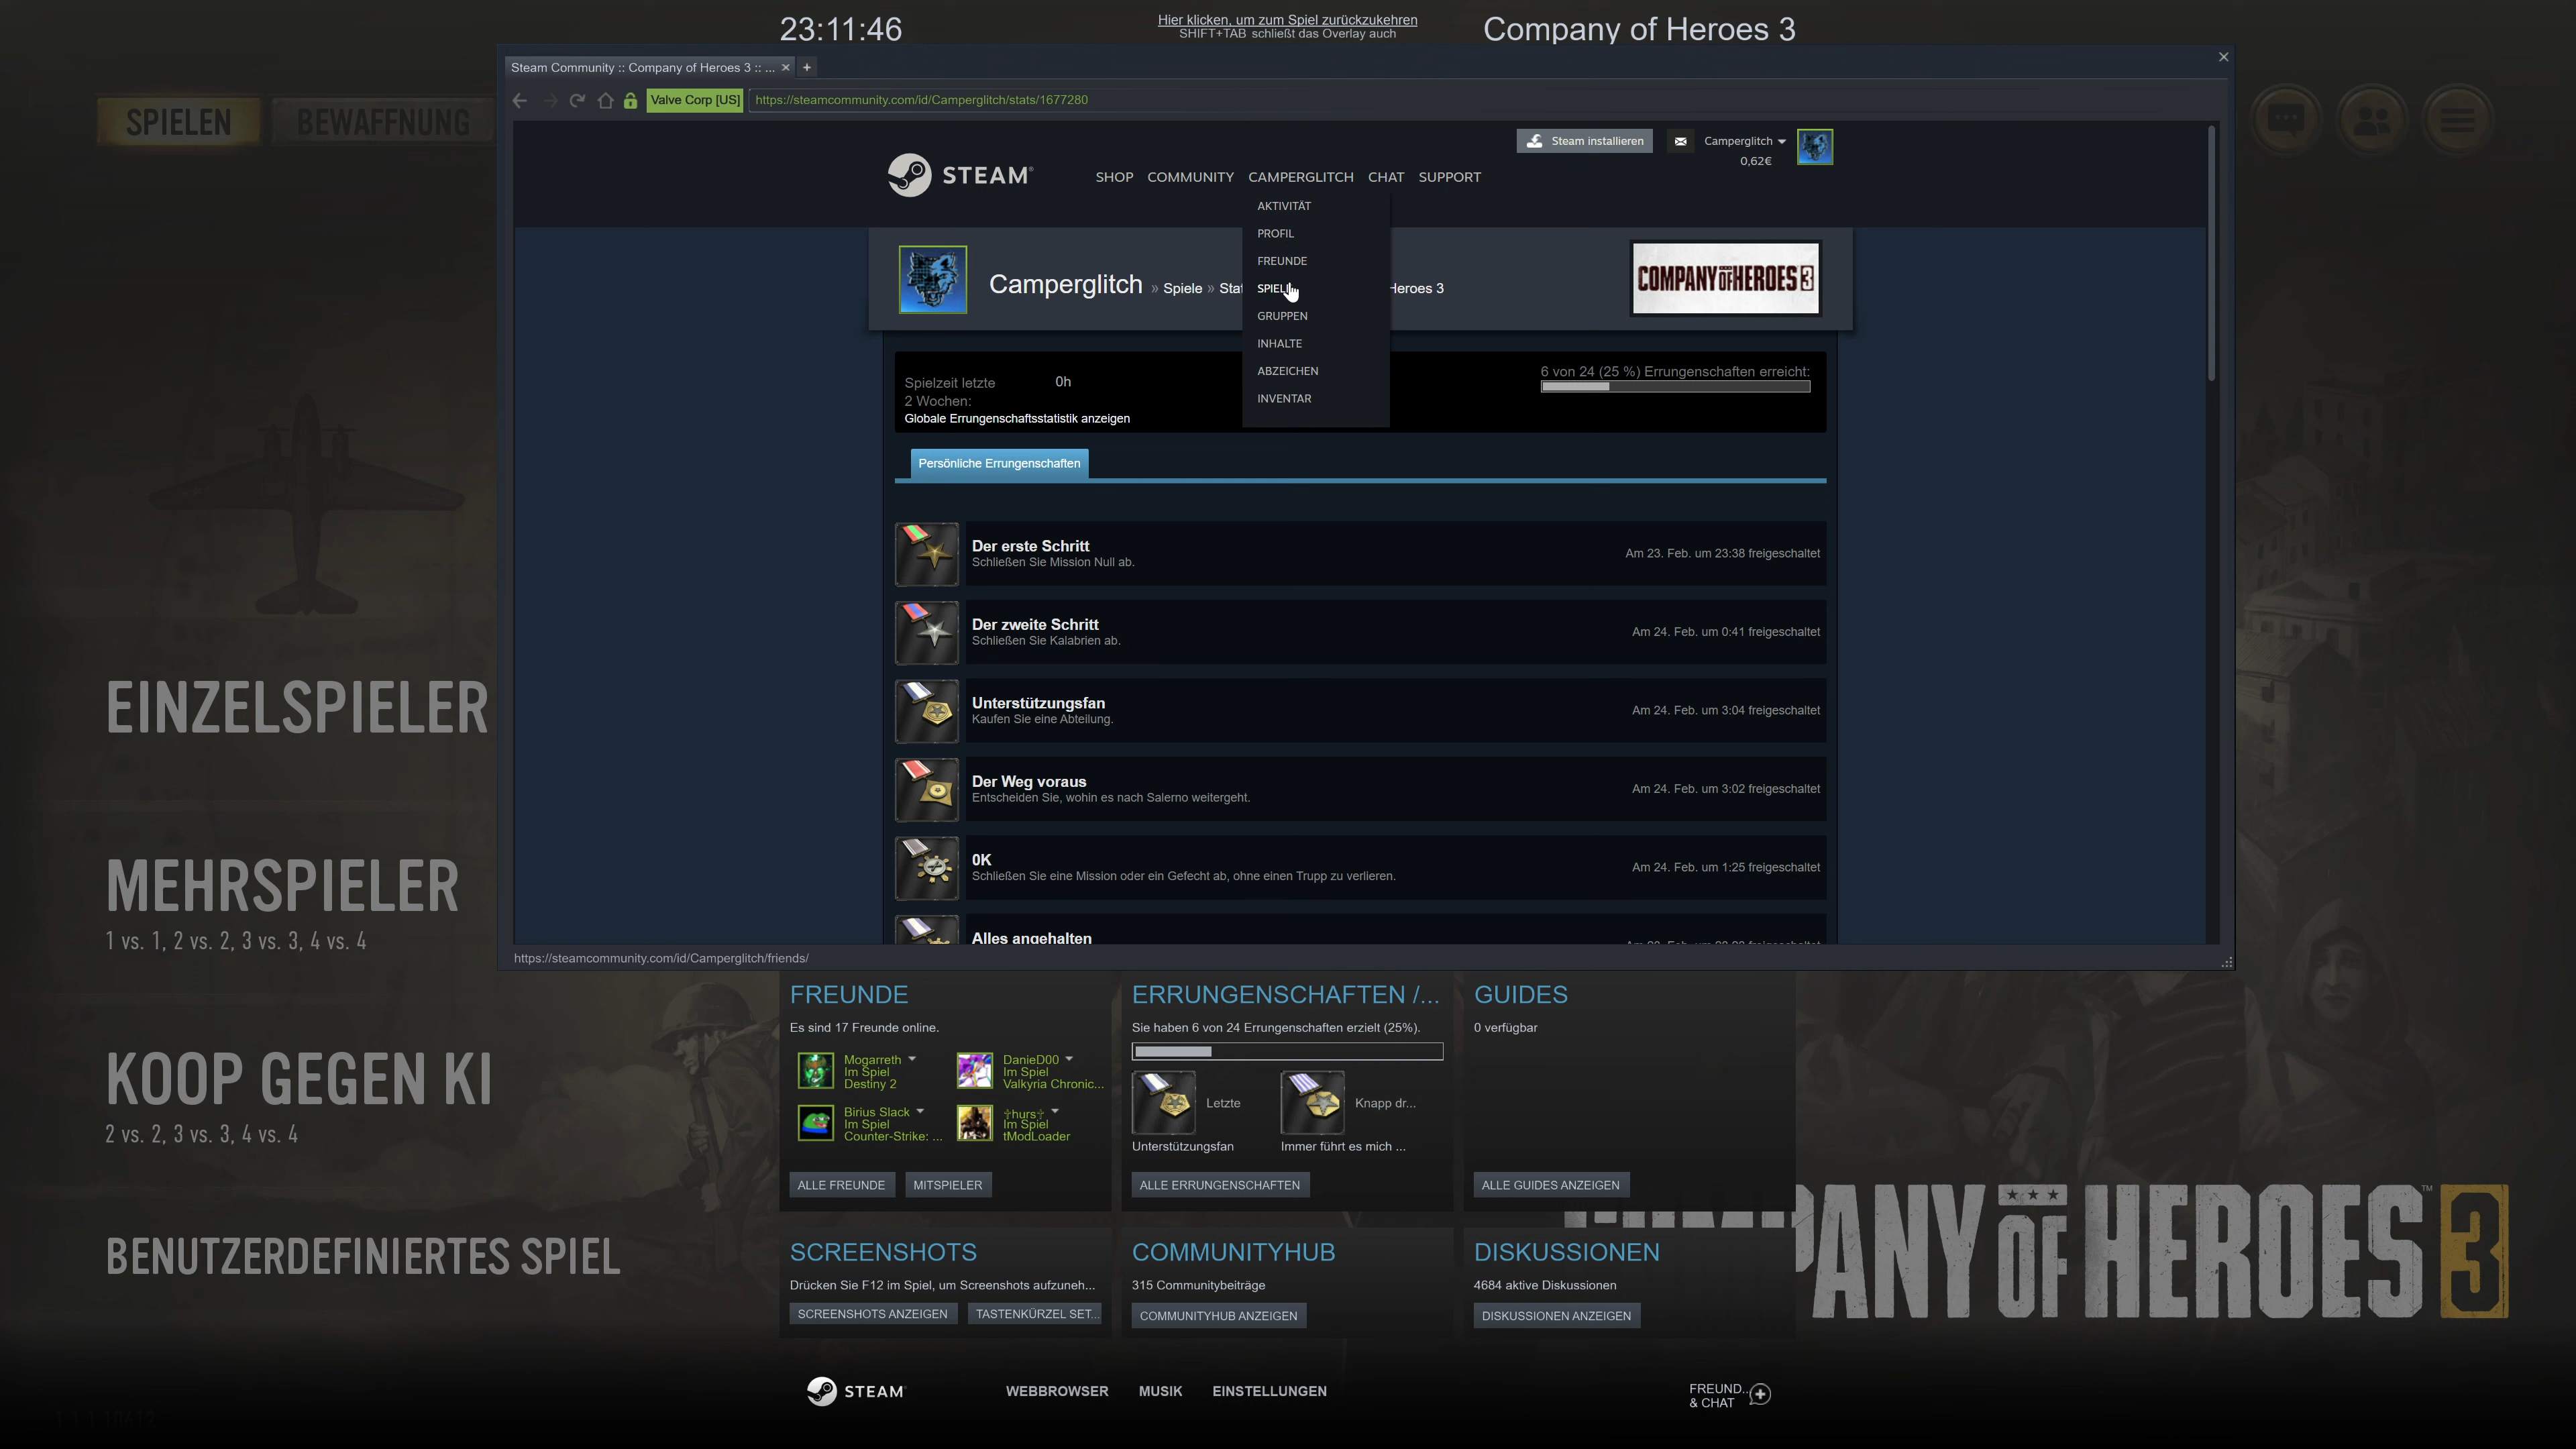 23:11:46
Hier klicken, um zum Spiel zurückzukehren
SHIFT+TAB schließt das Overlay auch
Company of Heroes 3
Steam Community :: Company of Heroes 3 :: ...
Valve Corp [US]
https://steamcommunity.com/id/Camperglitch/stats/1677280
SPIELEN
BEWAFFNUNG
Steam installieren
Camperglitch
0,62€
STEAM
SHOP
COMMUNITY
CAMPERGLITCH
CHAT
SUPPORT
AKTIVITÄT
PROFIL
FREUNDE
GRUPPEN
INHALTE
ABZEICHEN
INVENTAR
Camperglitch » Spiele »
Heroes 3
COMPANY OF HEROES 3
Spielzeit letzte
2 Wochen:
0h
Globale Errungenschaftsstatistik anzeigen
6 von 24 (25 %) Errungenschaften erreicht:
Persönliche Errungenschaften
Der erste Schritt
Schließen Sie Mission Null ab.
Am 23. Feb. um 23:38 freigeschaltet
Der zweite Schritt
Schließen Sie Kalabrien ab.
Am 24. Feb. um 0:41 freigeschaltet
Unterstützungsfan
Kaufen Sie eine Abteilung.
Am 24. Feb. um 3:04 freigeschaltet
Der Weg voraus
Entscheiden Sie, wohin es nach Salerno weitergeht.
Am 24. Feb. um 3:02 freigeschaltet
0K
Schließen Sie eine Mission oder ein Gefecht ab, ohne einen Trupp zu verlieren.
Am 24. Feb. um 1:25 freigeschaltet
Alles angehalten
https://steamcommunity.com/id/Camperglitch/friends/
EINZELSPIELER
MEHRSPIELER
1 vs. 1, 2 vs. 2, 3 vs. 3, 4 vs. 4
KOOP GEGEN KI
2 vs. 2, 3 vs. 3, 4 vs. 4
BENUTZERDEFINIERTES SPIEL
FREUNDE
Es sind 17 Freunde online.
Mogarreth
Im Spiel
Destiny 2
DanieD00
Im Spiel
Valkyria Chronic...
Birius Slack
Im Spiel
Counter-Strike: ...
✝hurs✝
Im Spiel
tModLoader
ALLE FREUNDE
MITSPIELER
ERRUNGENSCHAFTEN /...
Sie haben 6 von 24 Errungenschaften erzielt (25%).
Letzte
Unterstützungsfan
Knapp dr...
Immer führt es mich ...
ALLE ERRUNGENSCHAFTEN
GUIDES
0 verfügbar
ALLE GUIDES ANZEIGEN
SCREENSHOTS
Drücken Sie F12 im Spiel, um Screenshots aufzuneh...
SCREENSHOTS ANZEIGEN
TASTENKÜRZEL SET...
COMMUNITYHUB
315 Communitybeiträge
COMMUNITYHUB ANZEIGEN
DISKUSSIONEN
4684 aktive Diskussionen
DISKUSSIONEN ANZEIGEN
PANY OF HEROES 3
STEAM
WEBBROWSER
MUSIK
EINSTELLUNGEN
FREUND...
& CHAT